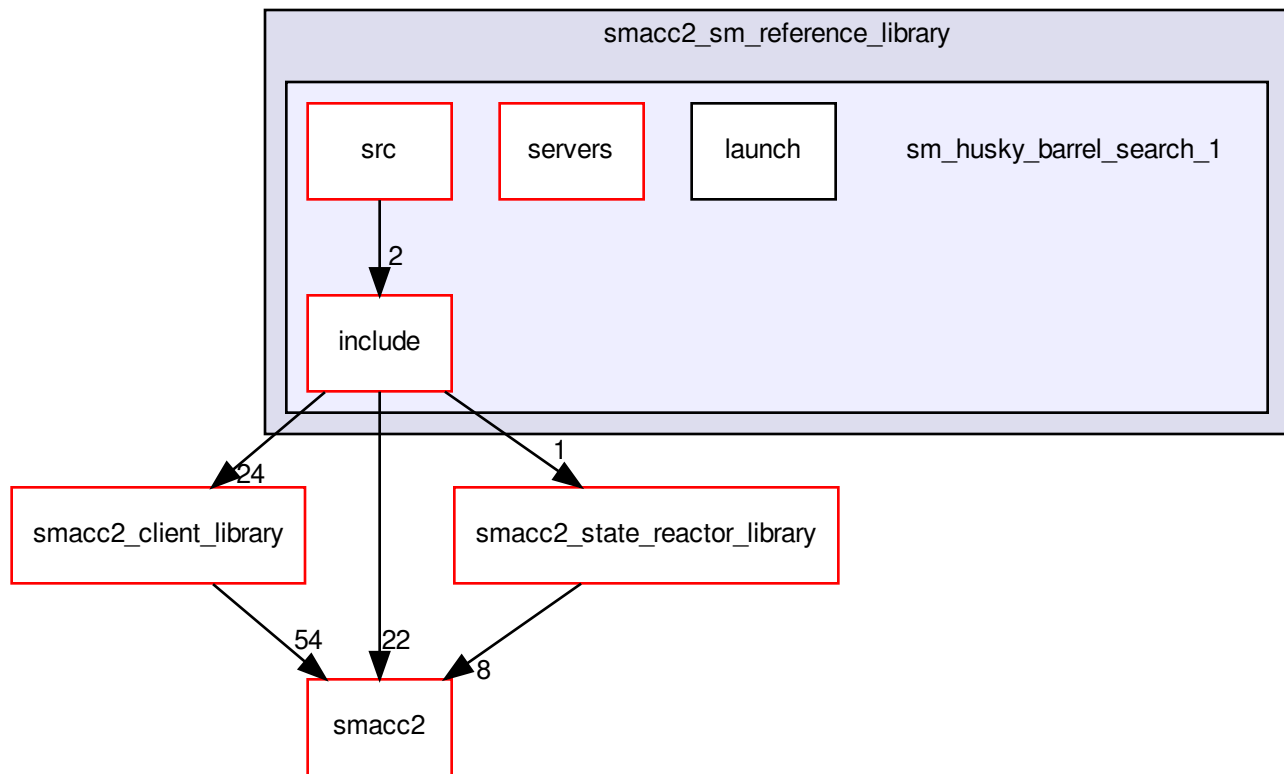 smacc2_sm_reference_library
src
servers
launch
sm_husky_barrel_search_1
2
include
24
1
smacc2_client_library
smacc2_state_reactor_library
54
22
8
smacc2